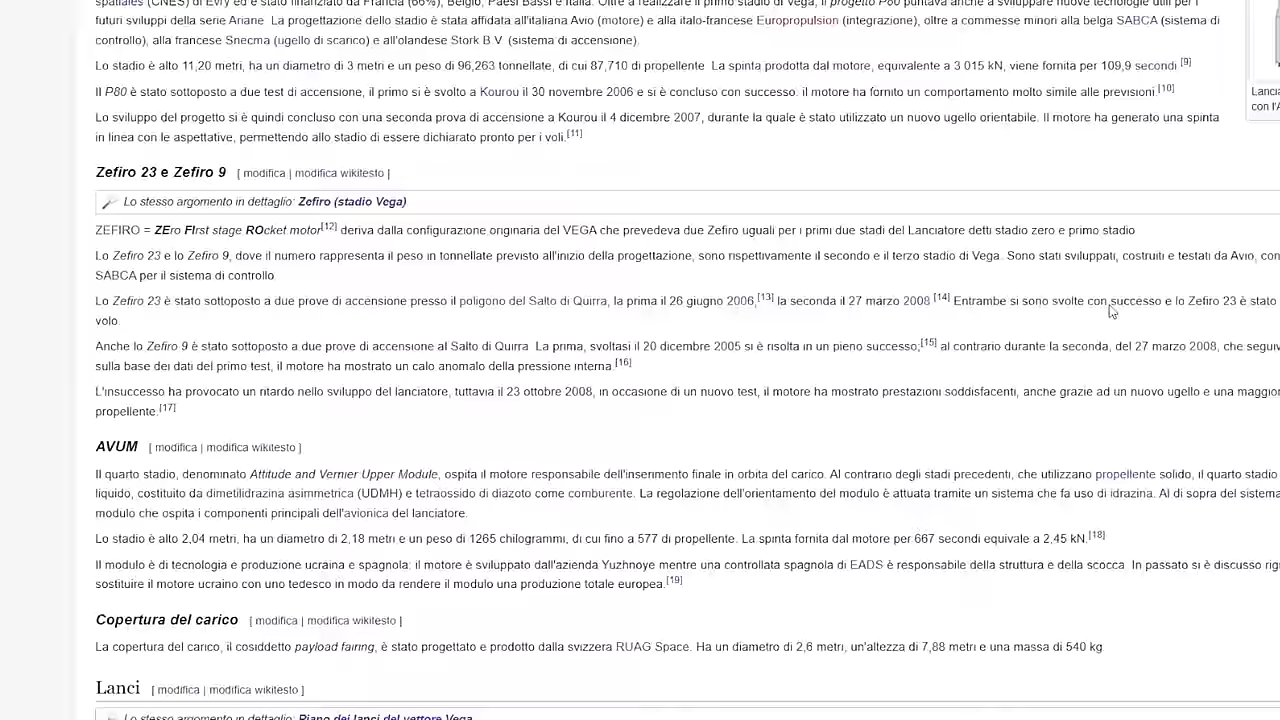 spatiales (CNES) di Évry ed è stato finanziato da Francia (66%), Belgio, Paesi Bassi e Italia. Oltre a realizzare il primo stadio di Vega, il progetto P80 puntava anche a sviluppare nuove tecnologie utili per i
futuri sviluppi della serie Ariane. La progettazione dello stadio è stata affidata all'italiana Avio (motore) e alla italo-francese Europropulsion (integrazione), oltre a commesse minori alla belga SABCA (sistema di
controllo), alla francese Snecma (ugello di scarico) e all'olandese Stork B.V. (sistema di accensione).
Lo stadio è alto 11,20 metri, ha un diametro di 3 metri e un peso di 96,263 tonnellate, di cui 87,710 di propellente. La spinta prodotta dal motore, equivalente a 3 015 kN, viene fornita per 109,9 secondi.[9]
Il P80 è stato sottoposto a due test di accensione, il primo si è svolto a Kourou il 30 novembre 2006 e si è concluso con successo: il motore ha fornito un comportamento molto simile alle previsioni.[10]
Lancia
con l'A
Lo sviluppo del progetto si è quindi concluso con una seconda prova di accensione a Kourou il 4 dicembre 2007, durante la quale è stato utilizzato un nuovo ugello orientabile. Il motore ha generato una spinta
in linea con le aspettative, permettendo allo stadio di essere dichiarato pronto per i voli.[11]
Zefiro 23 e Zefiro 9 [ modifica | modifica wikitesto ]
Lo stesso argomento in dettaglio: Zefiro (stadio Vega)
ZEFIRO = ZEro FIrst stage ROcket motor[12] deriva dalla configurazione originaria del VEGA che prevedeva due Zefiro uguali per i primi due stadi del Lanciatore detti stadio zero e primo stadio
Lo Zefiro 23 e lo Zefiro 9, dove il numero rappresenta il peso in tonnellate previsto all'inizio della progettazione, sono rispettivamente il secondo e il terzo stadio di Vega. Sono stati sviluppati, costruiti e testati da Avio, con
SABCA per il sistema di controllo.
Lo Zefiro 23 è stato sottoposto a due prove di accensione presso il poligono del Salto di Quirra, la prima il 26 giugno 2006,[13] la seconda il 27 marzo 2008.[14] Entrambe si sono svolte con successo e lo Zefiro 23 è stato
volo.
Anche lo Zefiro 9 è stato sottoposto a due prove di accensione al Salto di Quirra. La prima, svoltasi il 20 dicembre 2005 si è risolta in un pieno successo;[15] al contrario durante la seconda, del 27 marzo 2008, che seguiv
sulla base dei dati del primo test, il motore ha mostrato un calo anomalo della pressione interna.[16]
L'insuccesso ha provocato un ritardo nello sviluppo del lanciatore, tuttavia il 23 ottobre 2008, in occasione di un nuovo test, il motore ha mostrato prestazioni soddisfacenti, anche grazie ad un nuovo ugello e una maggior
propellente.[17]
AVUM [ modifica | modifica wikitesto ]
Il quarto stadio, denominato Attitude and Vernier Upper Module, ospita il motore responsabile dell'inserimento finale in orbita del carico. Al contrario degli stadi precedenti, che utilizzano propellente solido, il quarto stadio
liquido, costituito da dimetilidrazina asimmetrica (UDMH) e tetraossido di diazoto come comburente. La regolazione dell'orientamento del modulo è attuata tramite un sistema che fa uso di idrazina. Al di sopra del sistema
modulo che ospita i componenti principali dell'avionica del lanciatore.
Lo stadio è alto 2,04 metri, ha un diametro di 2,18 metri e un peso di 1265 chilogrammi, di cui fino a 577 di propellente. La spinta fornita dal motore per 667 secondi equivale a 2,45 kN.[18]
Il modulo è di tecnologia e produzione ucraina e spagnola: il motore è sviluppato dall'azienda Yuzhnoye mentre una controllata spagnola di EADS è responsabile della struttura e della scocca. In passato si è discusso rig
sostituire il motore ucraino con uno tedesco in modo da rendere il modulo una produzione totale europea.[19]
Copertura del carico [ modifica | modifica wikitesto ]
La copertura del carico, il cosiddetto payload fairing, è stato progettato e prodotto dalla svizzera RUAG Space. Ha un diametro di 2,6 metri, un'altezza di 7,88 metri e una massa di 540 kg.
Lanci [ modifica | modifica wikitesto ]
Lo stesso argomento in dettaglio: Piano dei lanci del vettore Vega